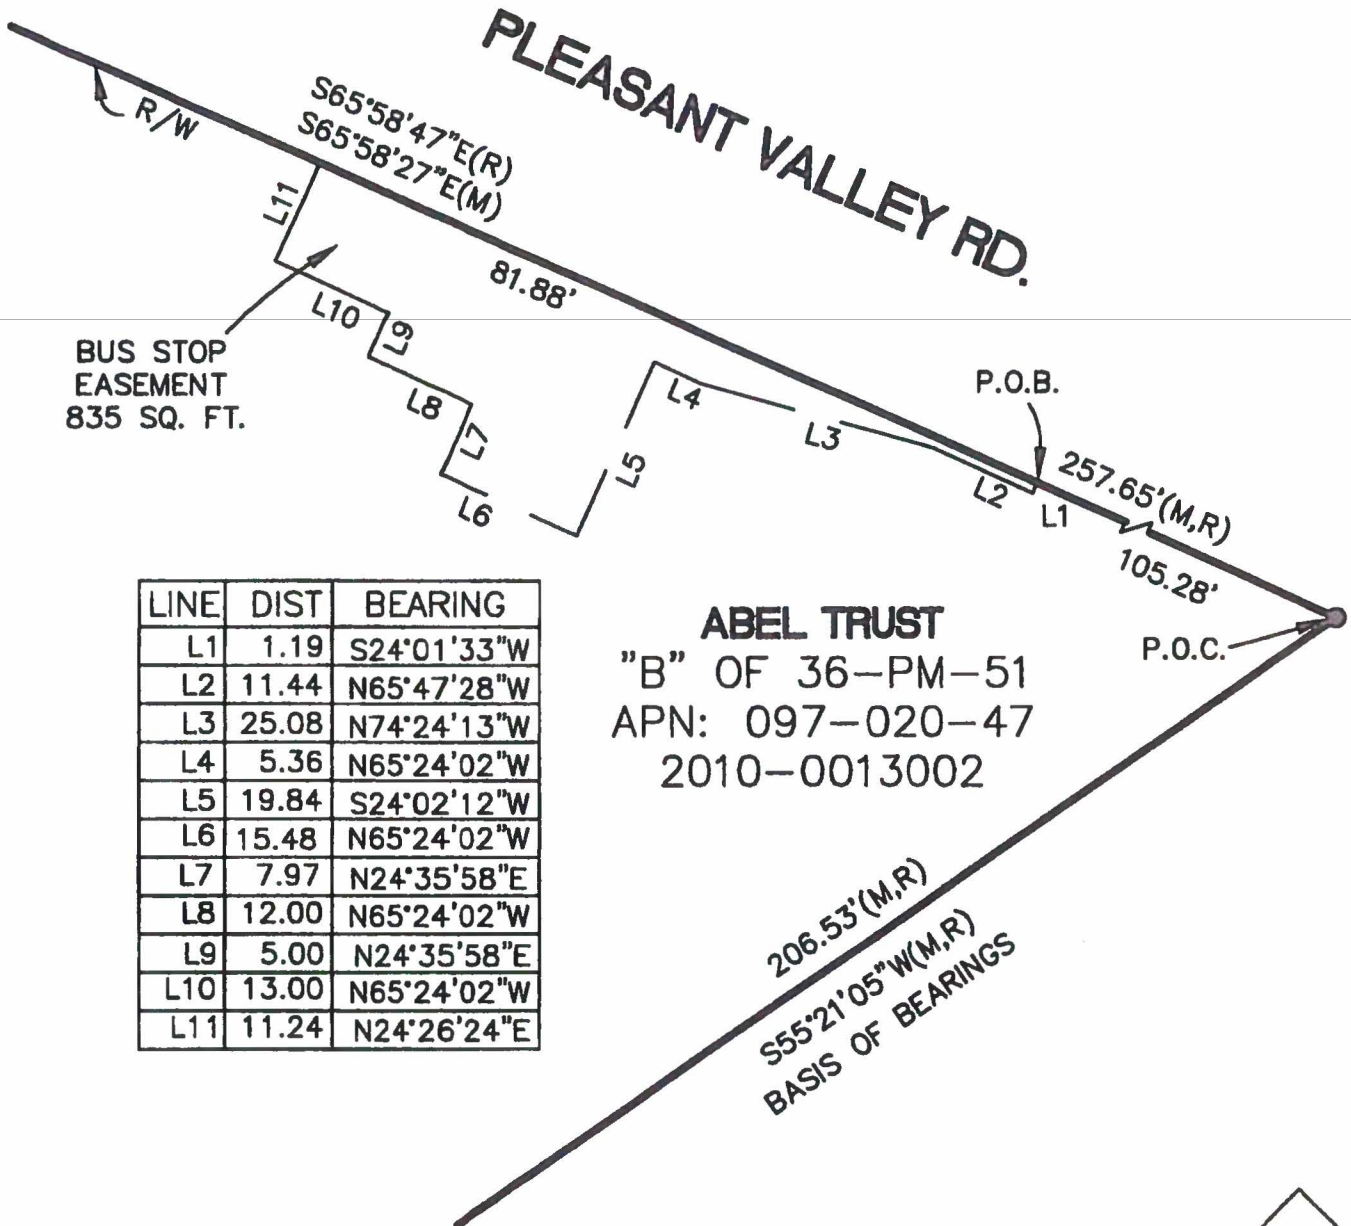 PLEASANT VALLEY RD.
R/W
S65°58'47"E(R)
S65°58'27"E(M)
L11
81.88'
L10
L9
BUS STOP
EASEMENT
835 SQ. FT.
L8
L7
L6
L5
L4
L3
L2
P.O.B.
L1
257.65'(M,R)
105.28'
P.O.C.
LINE DIST BEARING
L1 1.19 S24°01'33"W
L2 11.44 N65°47'28"W
L3 25.08 N74°24'13"W
L4 5.36 N65°24'02"W
L5 19.84 S24°02'12"W
L6 15.48 N65°24'02"W
L7 7.97 N24°35'58"E
L8 12.00 N65°24'02"W
L9 5.00 N24°35'58"E
L10 13.00 N65°24'02"W
L11 11.24 N24°26'24"E
ABEL TRUST
"B" OF 36-PM-51
APN: 097-020-47
2010-0013002
206.53'(M,R)
S55°21'05"W(M,R)
BASIS OF BEARINGS